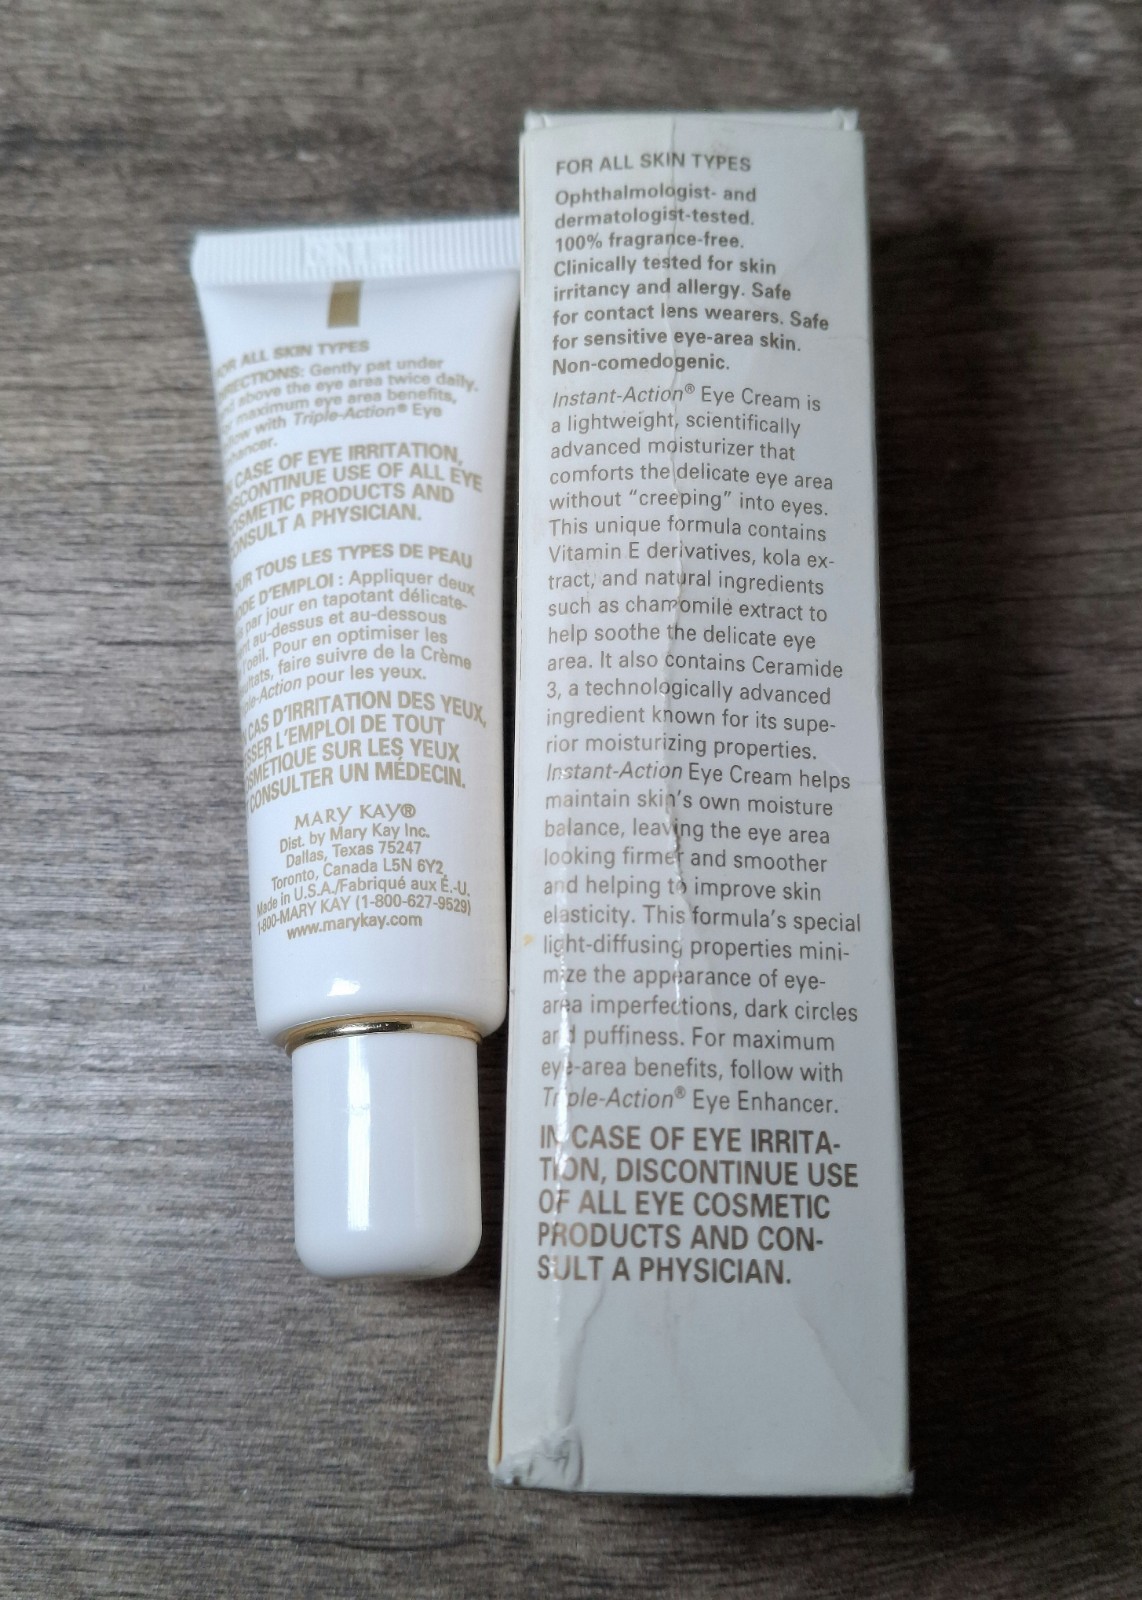 ALL SKIN TYPES
Gently pat under
above the eye area twice daily.
maximum eye area benefits,
with Triple-Action® Eye
CASE OF EYE IRRITATION,
DISCONTINUE USE OF ALL EYE
COSMETIC PRODUCTS AND
CONSULT A PHYSICIAN.
TOUS LES TYPES DE PEAU
D'EMPLOI : Appliquer deux
par jour en tapotant délicate-
au-dessus et au-dessous
l'oeil. Pour en optimiser les
faire suivre de la Crème
pour les yeux.
CAS D'IRRITATION DES YEUX,
L'EMPLOI DE TOUT
SUR LES YEUX
CONSULTER UN MÉDECIN.
MARY KAY®
Dist. by Mary Kay Inc.
Dallas, Texas 75247
Toronto, Canada L5N 6Y2
Made in U.S.A./Fabriqué aux É.-U.
1-800-MARY KAY (1-800-627-9529)
www.marykay.com
FOR ALL SKIN TYPES
Ophthalmologist- and
dermatologist-tested.
100% fragrance-free.
Clinically tested for skin
irritancy and allergy. Safe
for contact lens wearers. Safe
for sensitive eye-area skin.
Non-comedogenic.
Instant-Action® Eye Cream is
a lightweight, scientifically
advanced moisturizer that
comforts the delicate eye area
without "creeping" into eyes.
This unique formula contains
Vitamin E derivatives, kola ex-
tract, and natural ingredients
such as chamomile extract to
help soothe the delicate eye
area. It also contains Ceramide
3, a technologically advanced
ingredient known for its supe-
rior moisturizing properties.
Instant-Action Eye Cream helps
maintain skin's own moisture
balance, leaving the eye area
looking firmer and smoother
and helping to improve skin
elasticity. This formula's special
light-diffusing properties mini-
mize the appearance of eye-
area imperfections, dark circles
and puffiness. For maximum
eye-area benefits, follow with
Triple-Action® Eye Enhancer.
IN CASE OF EYE IRRITA-
TION, DISCONTINUE USE
OF ALL EYE COSMETIC
PRODUCTS AND CON-
SULT A PHYSICIAN.